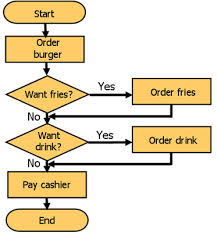 Start
Order
burger
Want fries?
Yes
Order fries
No
Want
drink?
Yes
Order drink
No
Pay cashier
End